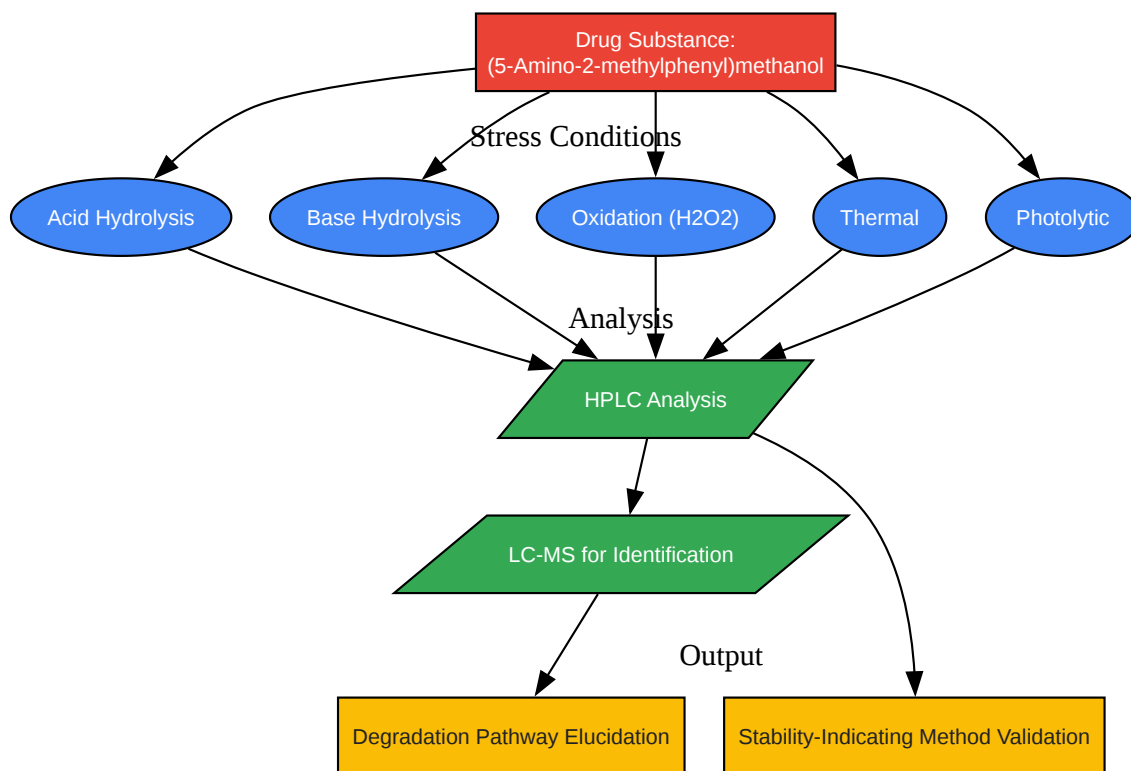 Drug Substance:
(5-Amino-2-methylphenyl)methanol
Stress Conditions
Acid Hydrolysis
Base Hydrolysis
Oxidation (H2O2)
Thermal
Photolytic
Analysis
HPLC Analysis
LC-MS for Identification
Output
Degradation Pathway Elucidation
Stability-Indicating Method Validation